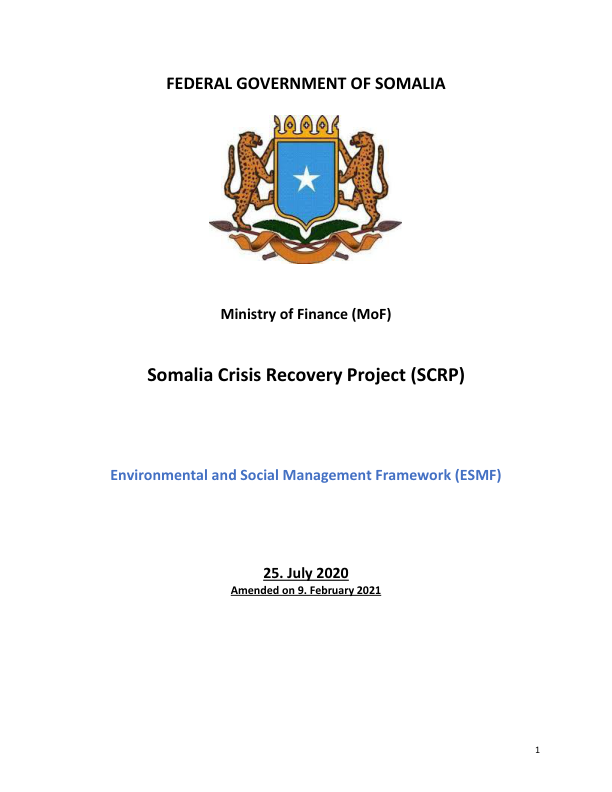 FEDERAL GOVERNMENT OF SOMALIA
Ministry of Finance (MoF)
Somalia Crisis Recovery Project (SCRP)
Environmental and Social Management Framework (ESMF)
25. July 2020
Amended on 9. February 2021
1